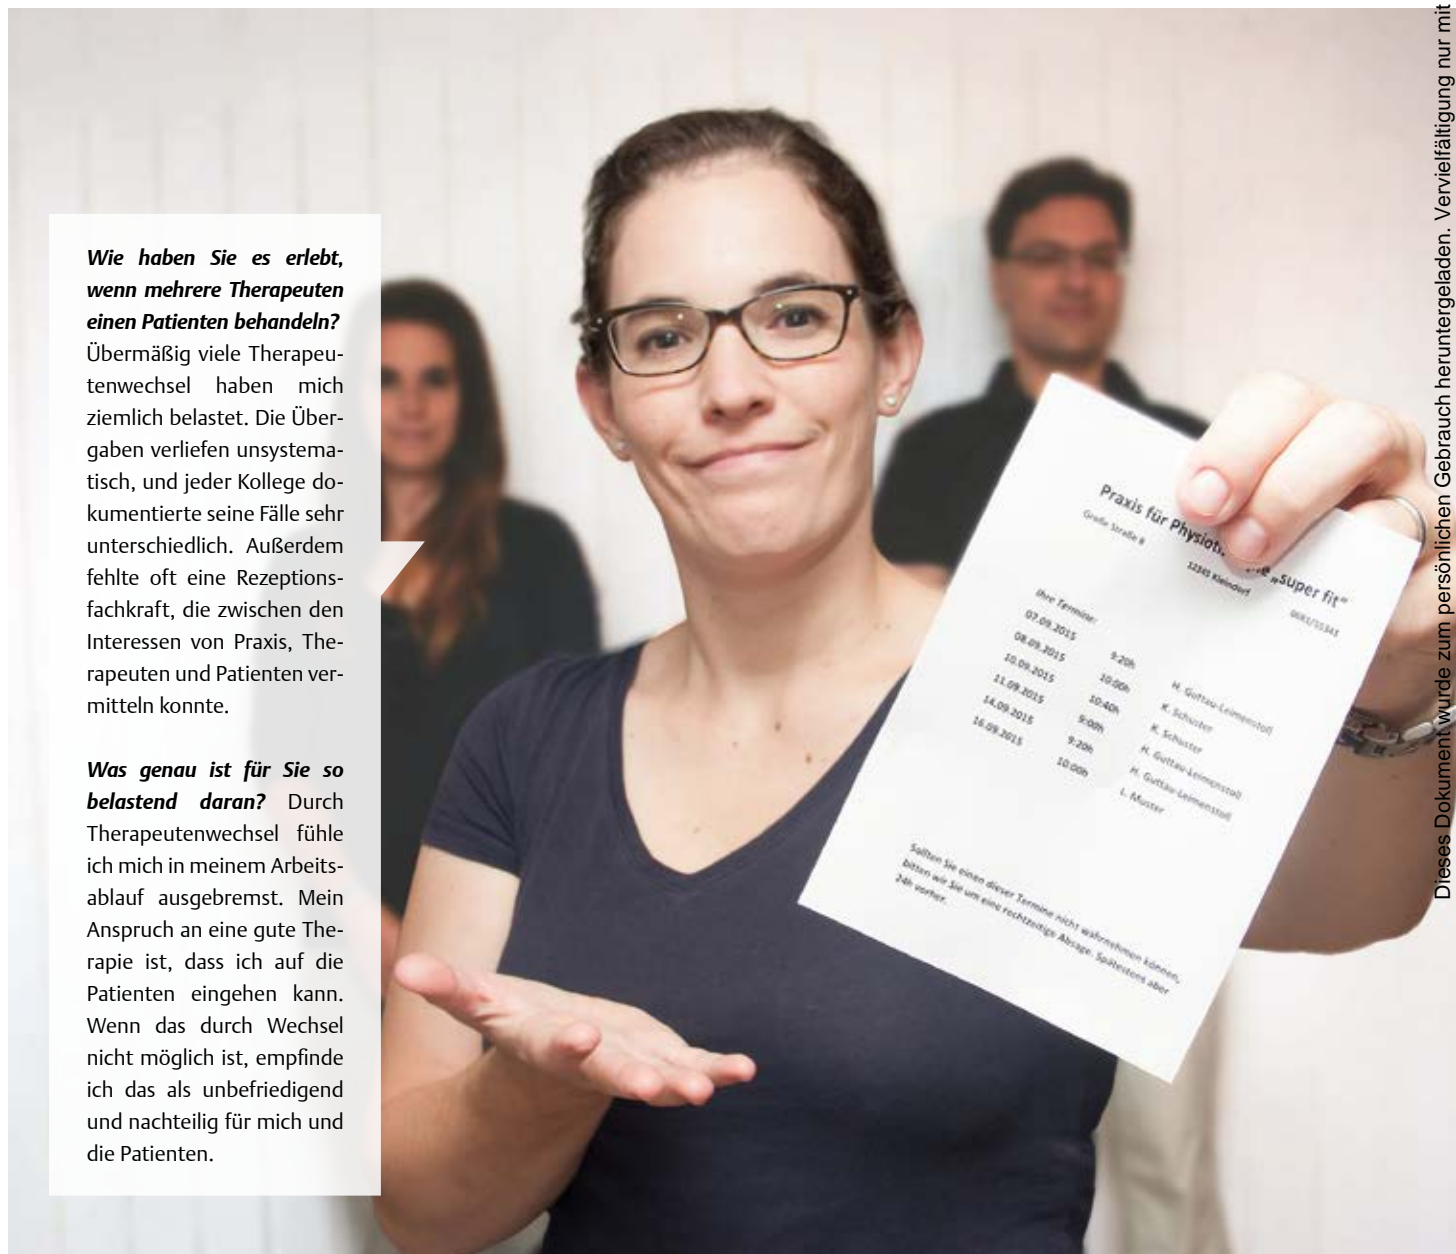 Wie haben Sie es erlebt,
wenn mehrere Therapeuten
einen Patienten behandeln?
Übermäßig viele Therapeu-
tenwechsel haben mich
ziemlich belastet. Die Über-
gaben verliefen unsystema-
tisch, und jeder Kollege do-
kumentierte seine Fälle sehr
unterschiedlich. Außerdem
fehlte oft eine Rezeptions-
fachkraft, die zwischen den
Interessen von Praxis, The-
rapeuten und Patienten ver-
mitteln konnte.
Was genau ist für Sie so
belastend daran? Durch
Therapeutenwechsel fühle
ich mich in meinem Arbeits-
ablauf ausgebremst. Mein
Anspruch an eine gute The-
rapie ist, dass ich auf die
Patienten eingehen kann.
Wenn das durch Wechsel
nicht möglich ist, empfinde
ich das als unbefriedigend
und nachteilig für mich und
die Patienten.
Praxis für „super fit“
Große Straße 8
12345 Kleindorf
Ihre Termine:
07.09.2015 9:20h H. Guttau-Leimenstoll
08.09.2015 10:00h K. Schuster
10.09.2015 10:40h K. Schuster
11.09.2015 9:00h H. Guttau-Leimenstoll
14.09.2015 9:20h H. Guttau-Leimenstoll
16.09.2015 10:00h L. Muster
Sollten Sie einen dieser Termine nicht wahrnehmen können,
bitten wir Sie um eine rechtzeitige Absage. Spätestens aber
24h vorher.
Dieses Dokument wurde zum persönlichen Gebrauch heruntergeladen. Vervielfältigung nur mit